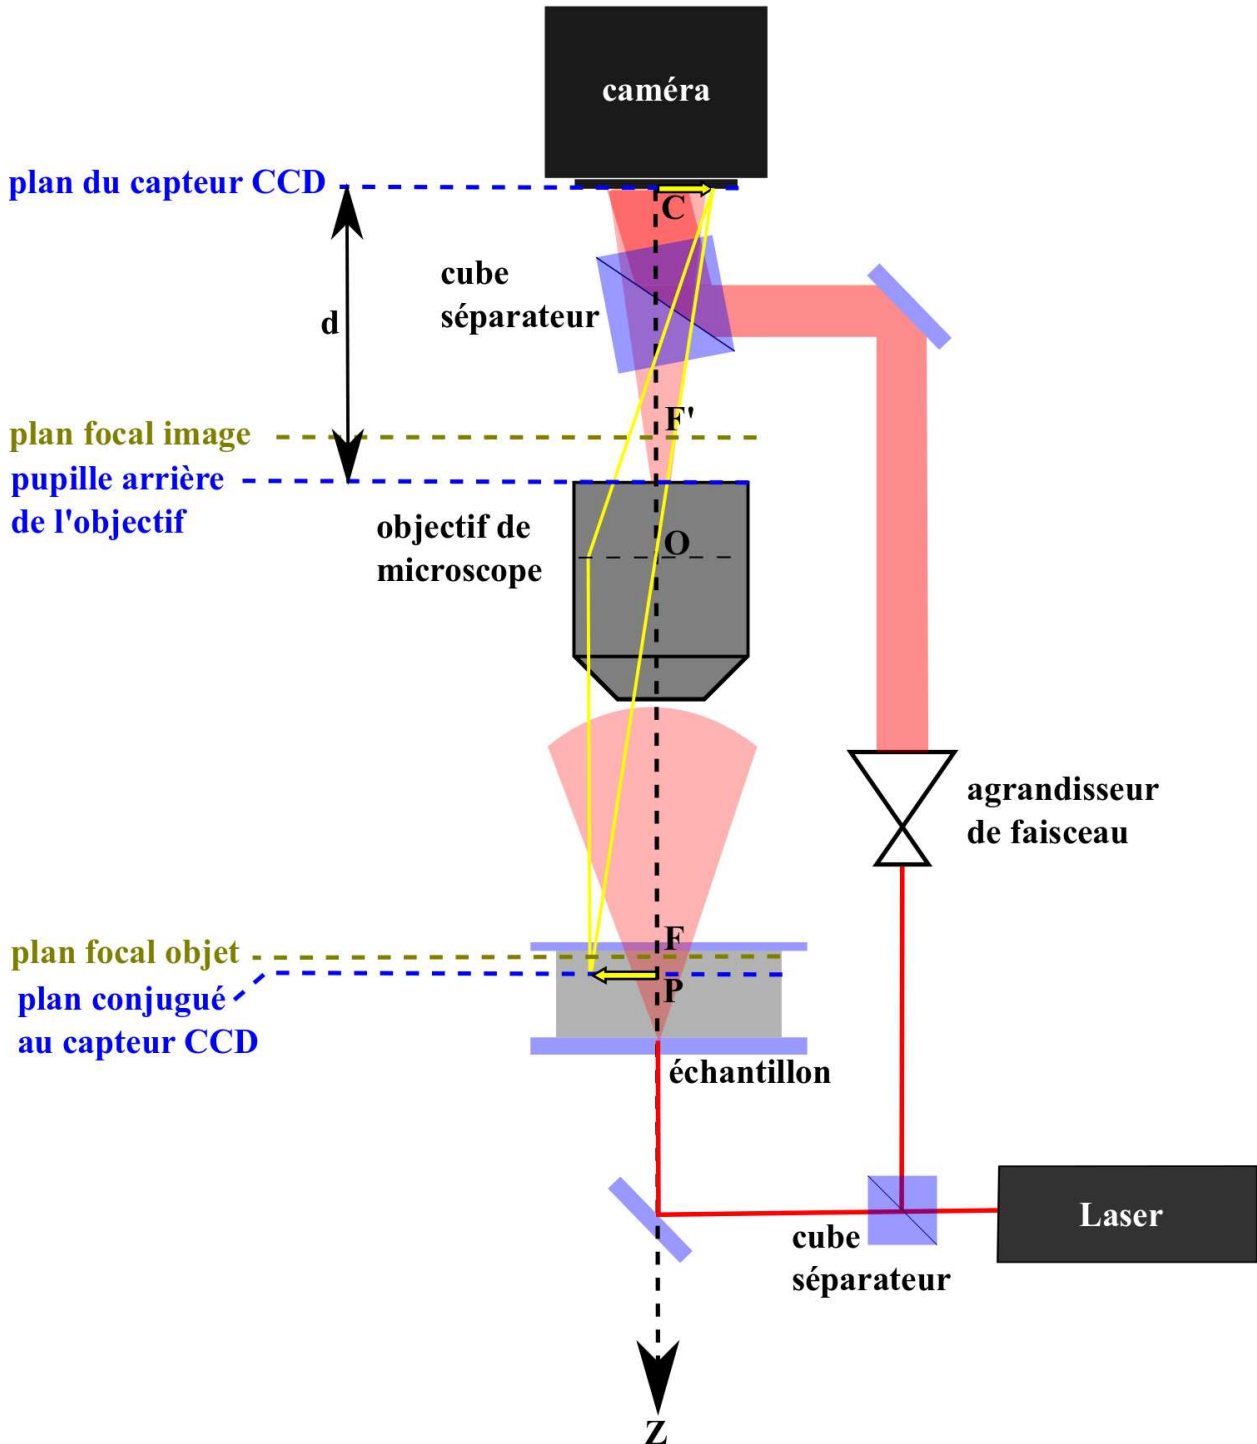 caméra
plan du capteur CCD
C
cube
séparateur
d
F'
plan focal image
pupille arrière
de l'objectif
objectif de
microscope
O
agrandisseur
de faisceau
F
plan focal objet
P
plan conjugué
au capteur CCD
échantillon
Laser
cube
séparateur
Z